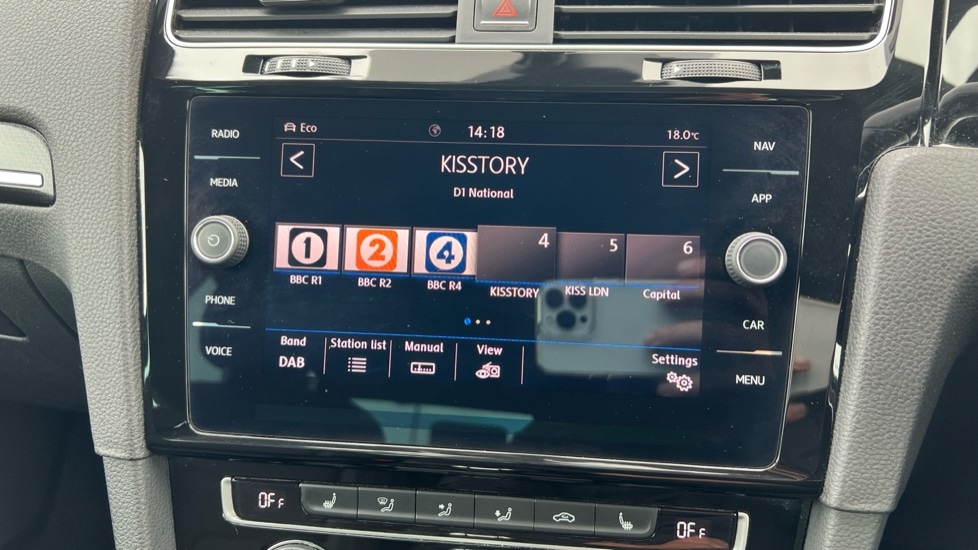 RADIO
MEDIA
PHONE
VOICE
Eco 14:18 18.0°C
< KISSTORY >
D1 National
1 2 4 4 5 6
BBC R1 BBC R2 BBC R4 KISSTORY KISS LDN Capital
Band Station list Manual View Settings
DAB
NAV
APP
CAR
MENU
OFF OFF